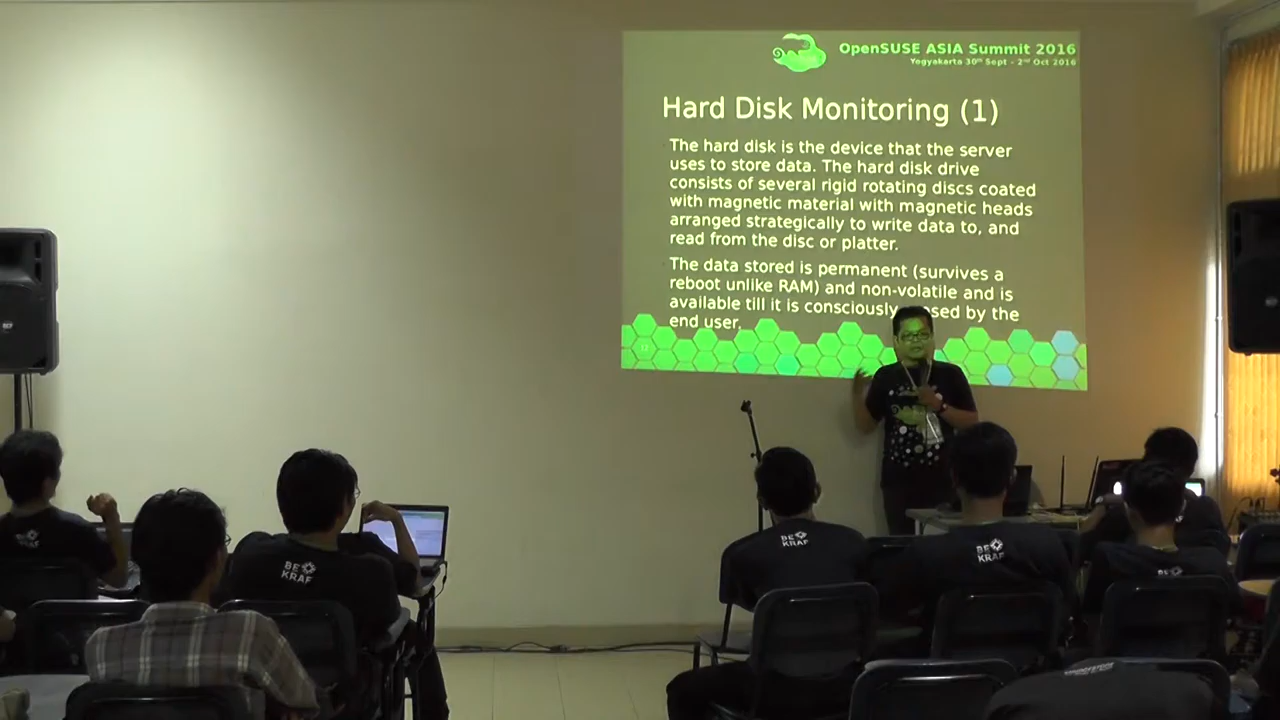 OpenSUSE ASIA Summit 2016
Yogyakarta 30th Sept - 2nd Oct 2016
Hard Disk Monitoring (1)
The hard disk is the device that the server
uses to store data. The hard disk drive
consists of several rigid rotating discs coated
with magnetic material with magnetic heads
arranged strategically to write data to, and
read from the disc or platter.
The data stored is permanent (survives a
reboot unlike RAM) and non-volatile and is
available till it is consciously by the
end user.
BE
KRAF
BE
KRAF
BE
KRAF